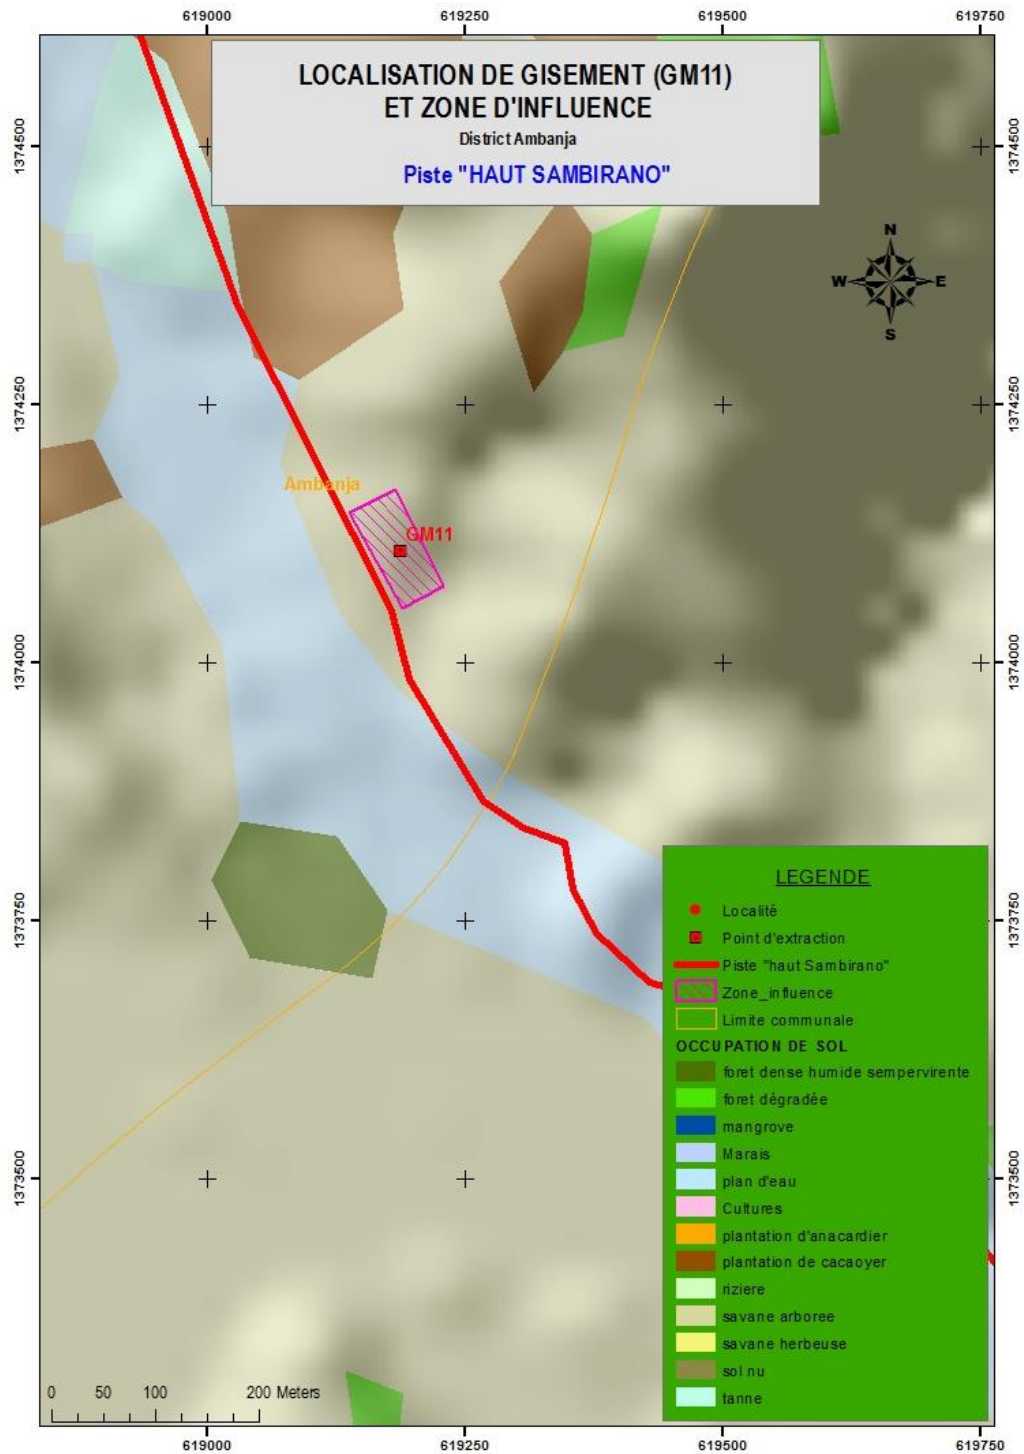 619000 619250 619500 619750
LOCALISATION DE GISEMENT (GM11)
ET ZONE D'INFLUENCE
District Ambanja
Piste "HAUT SAMBIRANO"
1374500 1374500
N
W E
S
1374250 1374250
Ambanja
GM11
1374000 1374000
1373750 1373750
LEGENDE
Localité
Point d'extraction
Piste "haut Sambirano"
Zone_influence
Limite communale
OCCUPATION DE SOL
foret dense humide sempervirente
foret dégradée
mangrove
Marais
plan d'eau
Cultures
plantation d'anacardier
plantation de cacaoyer
riziere
savane arboree
savane herbeuse
sol nu
tanne
1373500 1373500
0 50 100 200 Meters
619000 619250 619500 619750